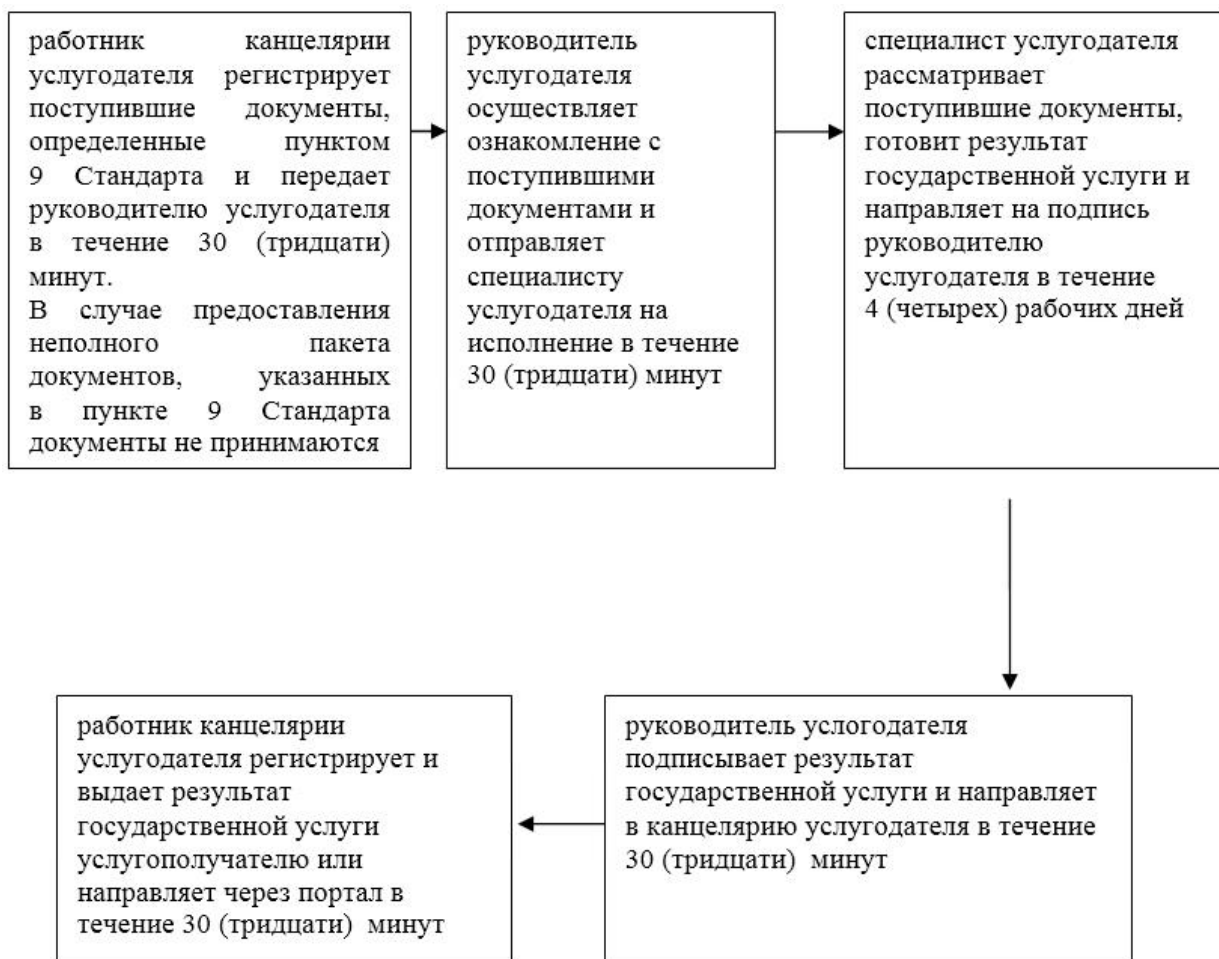 работник канцелярии
услугодателя регистрирует
поступившие документы,
определенные пунктом
9 Стандарта и передает
руководителю услугодателя
в течение 30 (тридцати)
минут.
В случае предоставления
неполного пакета
документов, указанных
в пункте 9 Стандарта
документы не принимаются
руководитель
услугодателя
осуществляет
ознакомление с
поступившими
документами и
отправляет
специалисту
услугодателя на
исполнение в течение
30 (тридцати) минут
специалист услугодателя
рассматривает
поступившие документы,
готовит результат
государственной услуги и
направляет на подпись
руководителю
услугодателя в течение
4 (четырех) рабочих дней
руководитель услогодателя
подписывает результат
государственной услуги и направляет
в канцелярию услугодателя в течение
30 (тридцати) минут
работник канцелярии
услугодателя регистрирует и
выдает результат
государственной услуги
услугополучателю или
направляет через портал в
течение 30 (тридцати) минут